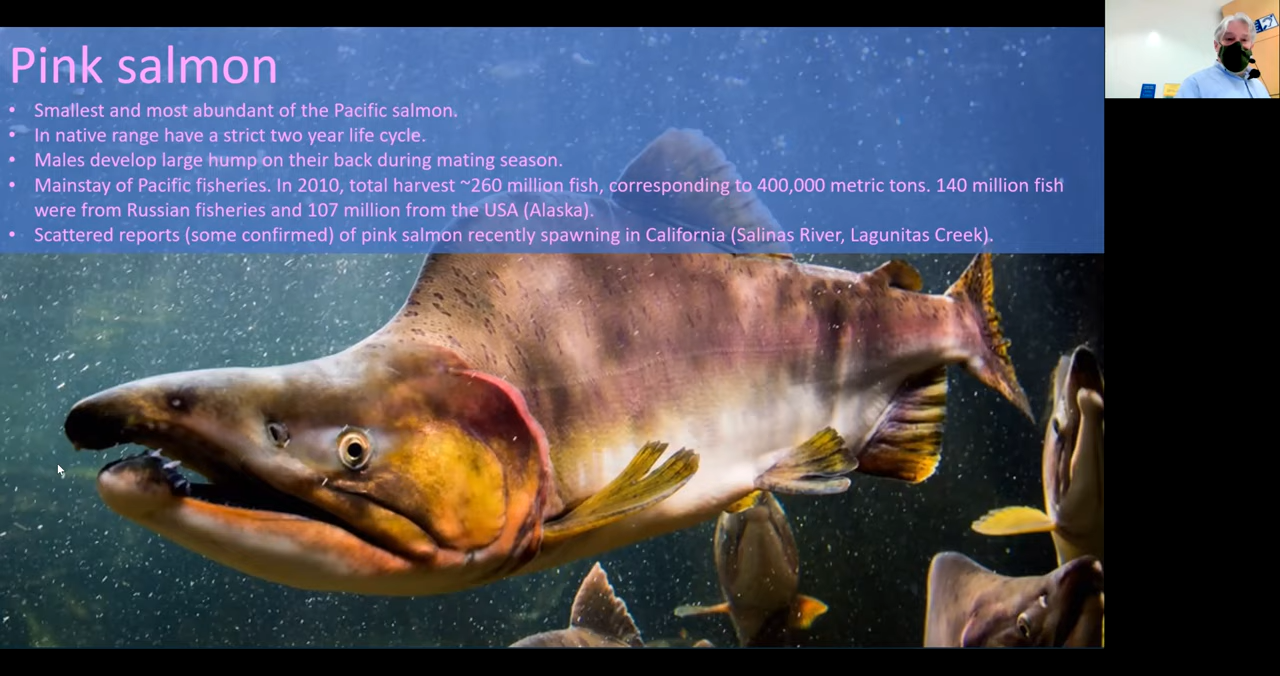 Pink salmon
• Smallest and most abundant of the Pacific salmon.
• In native range have a strict two year life cycle.
• Males develop large hump on their back during mating season.
• Mainstay of Pacific fisheries. In 2010, total harvest ~260 million fish, corresponding to 400,000 metric tons. 140 million fish
were from Russian fisheries and 107 million from the USA (Alaska).
• Scattered reports (some confirmed) of pink salmon recently spawning in California (Salinas River, Lagunitas Creek).